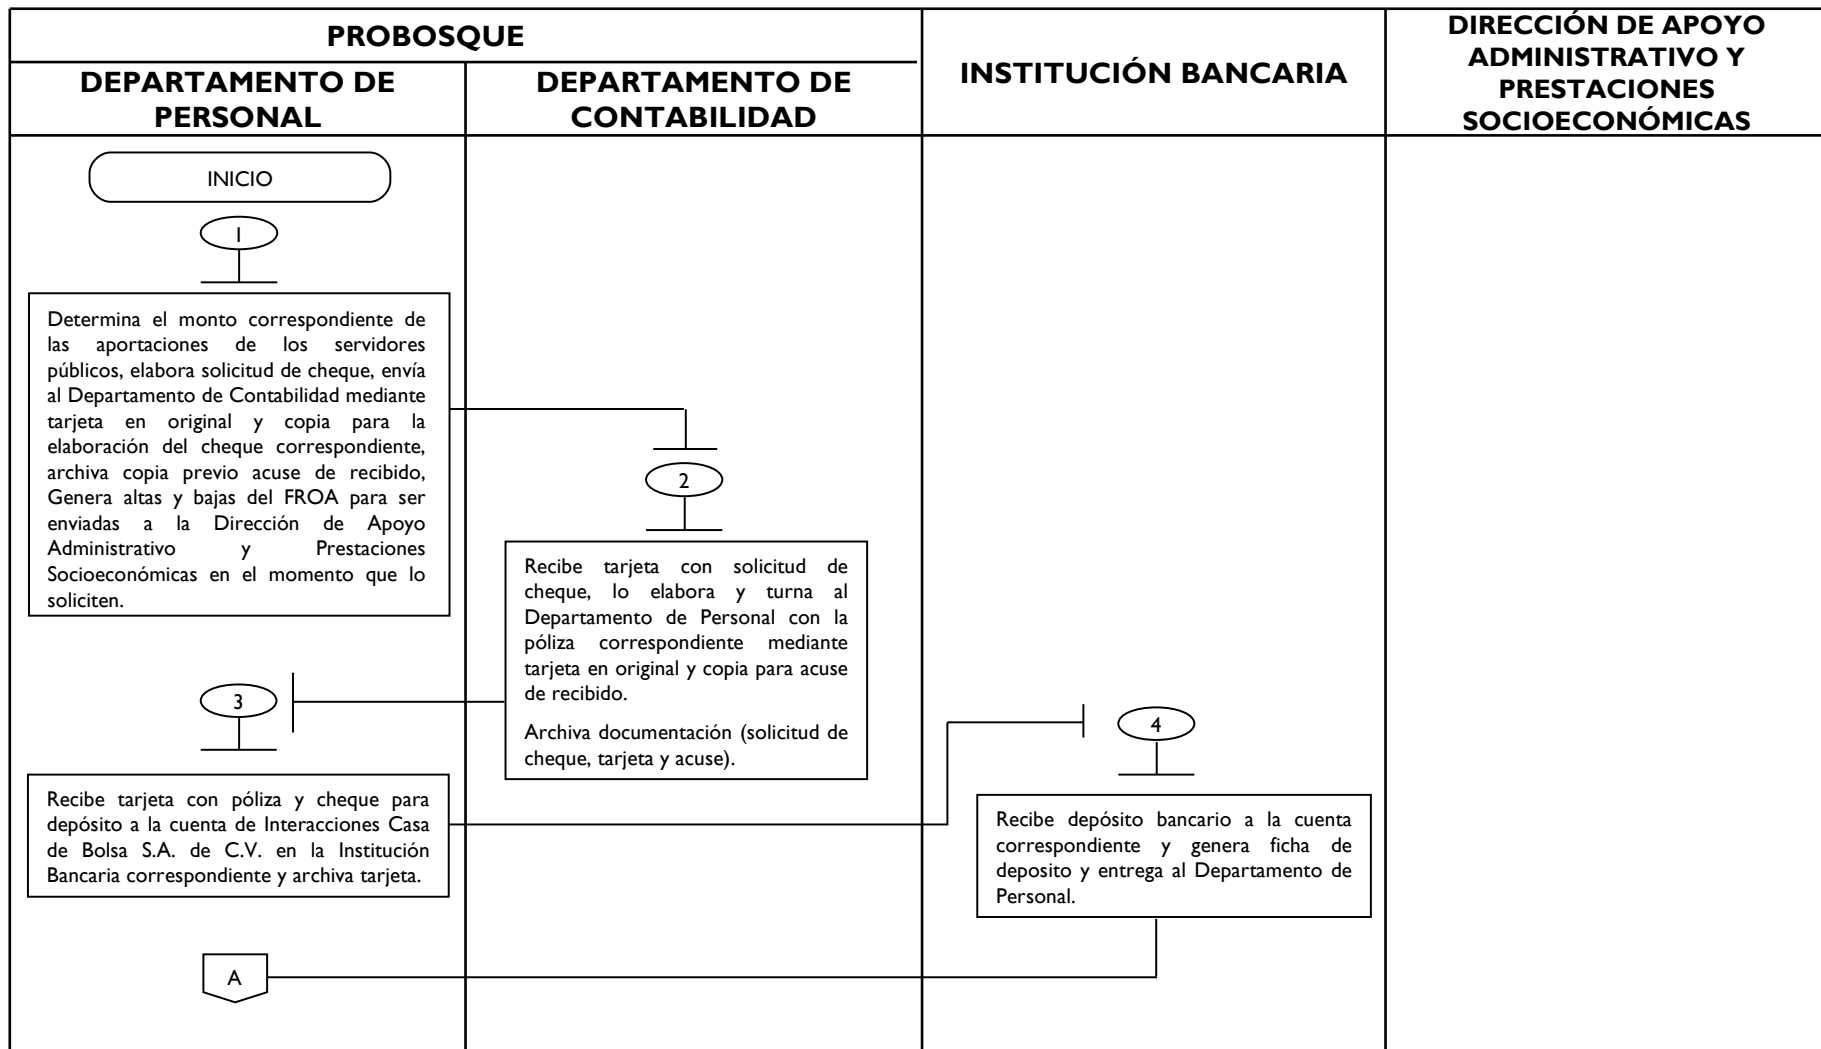 PROBOSQUE
DEPARTAMENTO DE
PERSONAL
DEPARTAMENTO DE
CONTABILIDAD
INSTITUCIÓN BANCARIA
DIRECCIÓN DE APOYO
ADMINISTRATIVO Y
PRESTACIONES
SOCIOECONÓMICAS
INICIO
1
Determina el monto correspondiente de
las aportaciones de los servidores
públicos, elabora solicitud de cheque, envía
al Departamento de Contabilidad mediante
tarjeta en original y copia para la
elaboración del cheque correspondiente,
archiva copia previo acuse de recibido,
Genera altas y bajas del FROA para ser
enviadas a la Dirección de Apoyo
Administrativo y Prestaciones
Socioeconómicas en el momento que lo
soliciten.
2
Recibe tarjeta con solicitud de
cheque, lo elabora y turna al
Departamento de Personal con la
póliza correspondiente mediante
tarjeta en original y copia para acuse
de recibido.
Archiva documentación (solicitud de
cheque, tarjeta y acuse).
3
Recibe tarjeta con póliza y cheque para
depósito a la cuenta de Interacciones Casa
de Bolsa S.A. de C.V. en la Institución
Bancaria correspondiente y archiva tarjeta.
4
Recibe depósito bancario a la cuenta
correspondiente y genera ficha de
deposito y entrega al Departamento de
Personal.
A